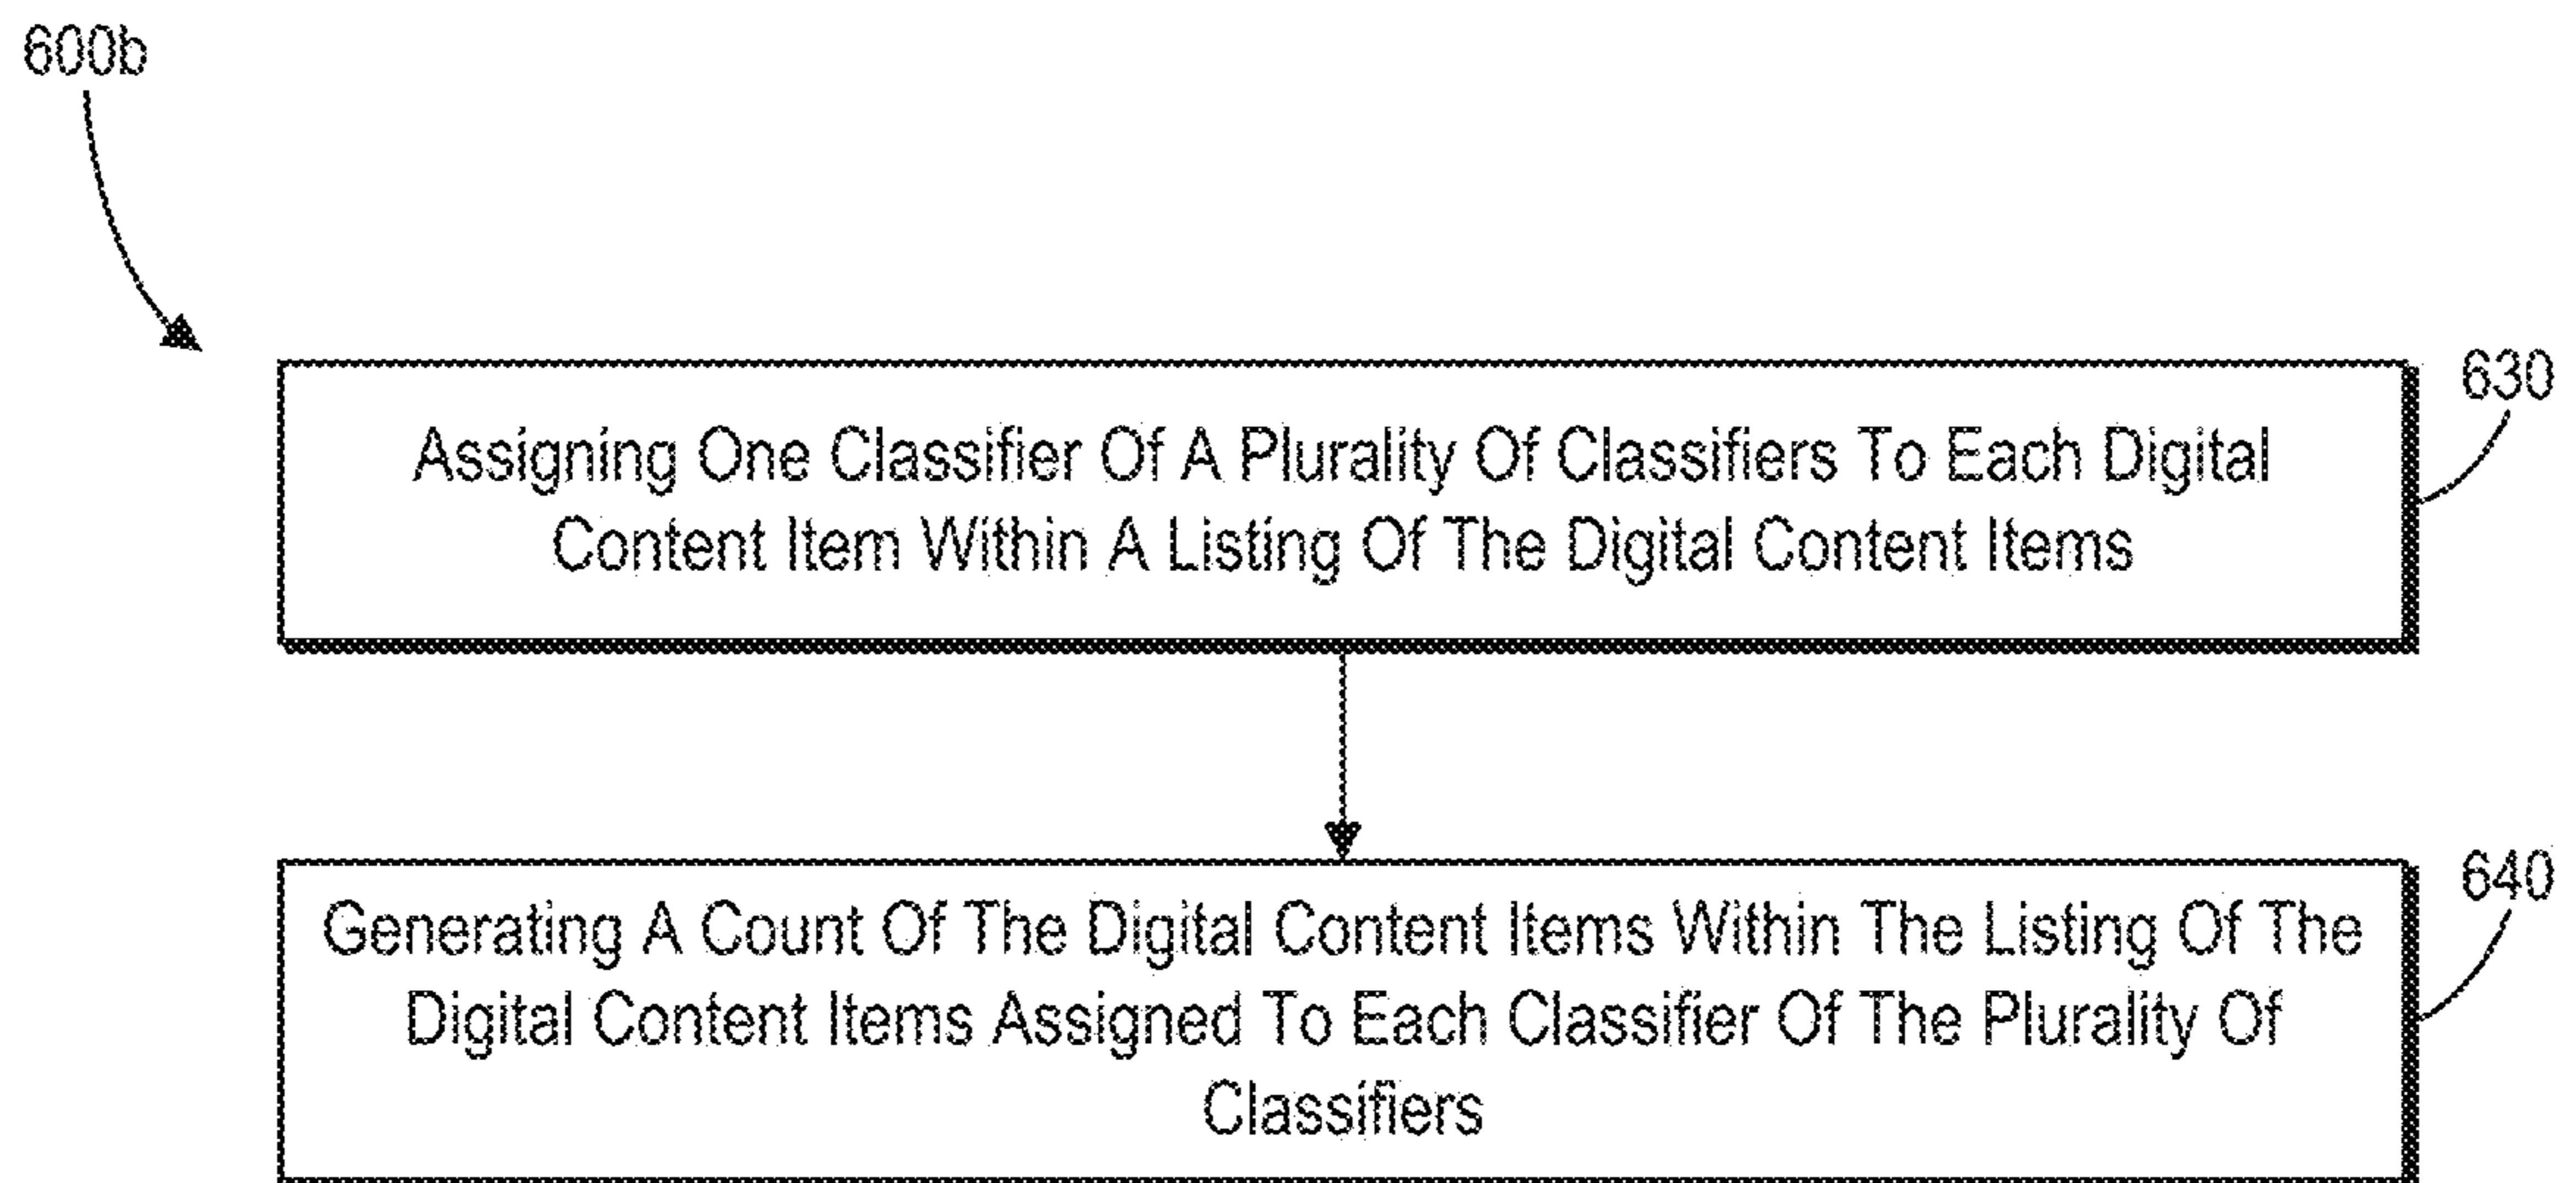 600b
630
Assigning One Classifier Of A Plurality Of Classifiers To Each Digital
Content Item Within A Listing Of The Digital Content Items
640
Generating A Count Of The Digital Content Items Within The Listing Of The
Digital Content Items Assigned To Each Classifier Of The Plurality Of
Classifiers